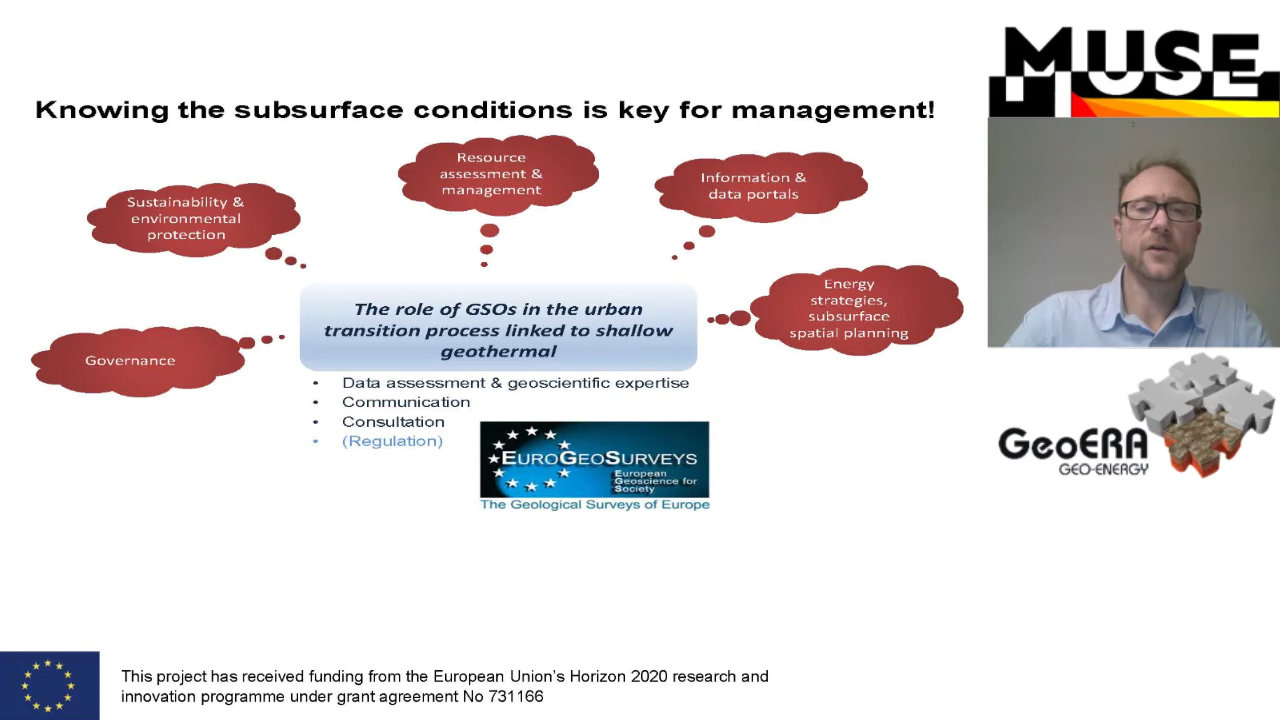 MUSE
Knowing the subsurface conditions is key for management!
Resource
assessment &
management
Information &
data portals
Sustainability &
environmental
protection
Energy
strategies,
subsurface
spatial planning
Governance
The role of GSOs in the urban
transition process linked to shallow
geothermal
• Data assessment & geoscientific expertise
• Communication
• Consultation
• (Regulation)
EUROGEOSURVEYS
European
Geoscience for
Society
The Geological Surveys of Europe
GeoERA
GEO-ENERGY
This project has received funding from the European Union’s Horizon 2020 research and
innovation programme under grant agreement No 731166